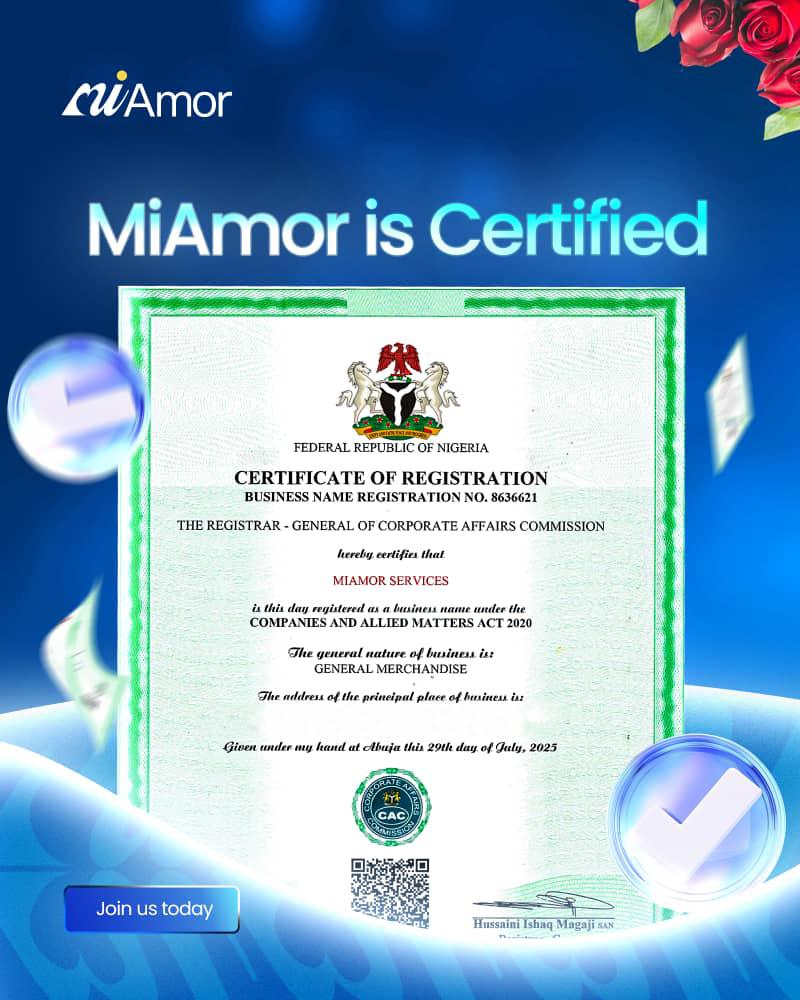 miAmor
MiAmor is Certified
FEDERAL REPUBLIC OF NIGERIA
CERTIFICATE OF REGISTRATION
BUSINESS NAME REGISTRATION NO. 8636621
THE REGISTRAR - GENERAL OF CORPORATE AFFAIRS COMMISSION
hereby certifies that
MIAMOR SERVICES
is this day registered as a business name under the
COMPANIES AND ALLIED MATTERS ACT 2020
The general nature of business is:
GENERAL MERCHANDISE
The address of the principal place of business is:
Given under my hand at Abuja this 29th day of July, 2025
CORPORATE AFFAIRS
CAC
COMMISSION
Hussaini Ishaq Magaji SAN
Join us today